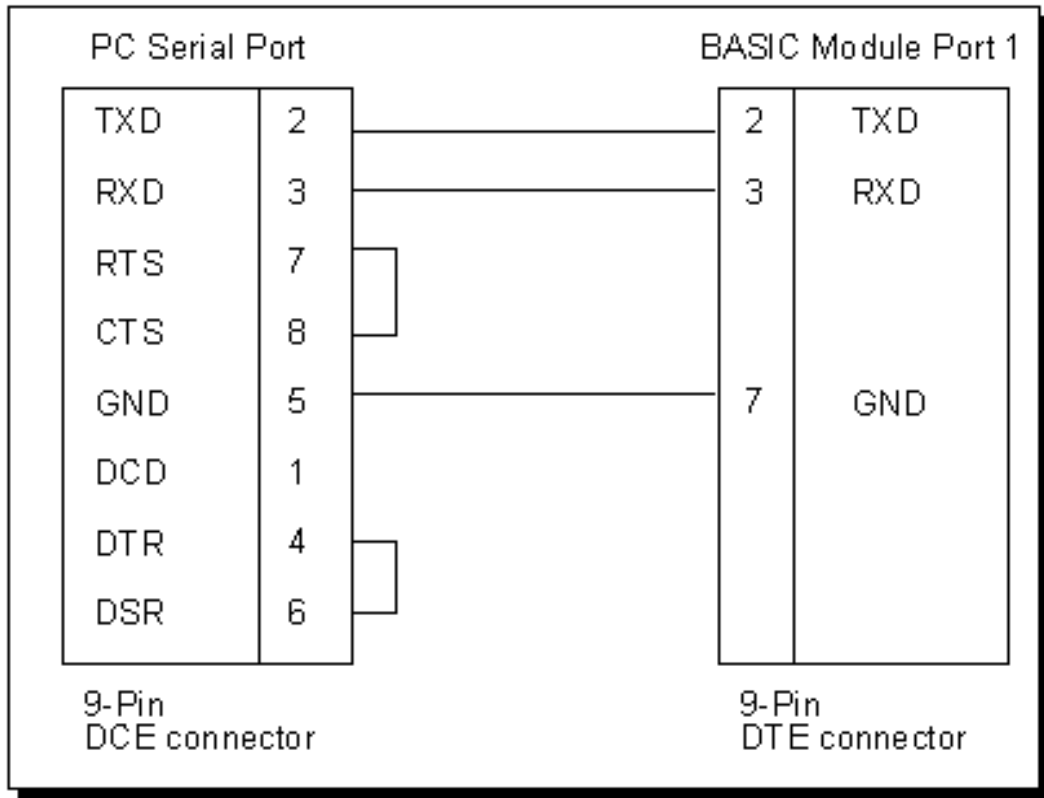 PC Serial Port
BASIC Module Port 1
TXD 2 2 TXD
RXD 3 3 RXD
RTS 7
CTS 8
GND 5 7 GND
DCD 1
DTR 4
DSR 6
9-Pin
DCE connector
9-Pin
DTE connector